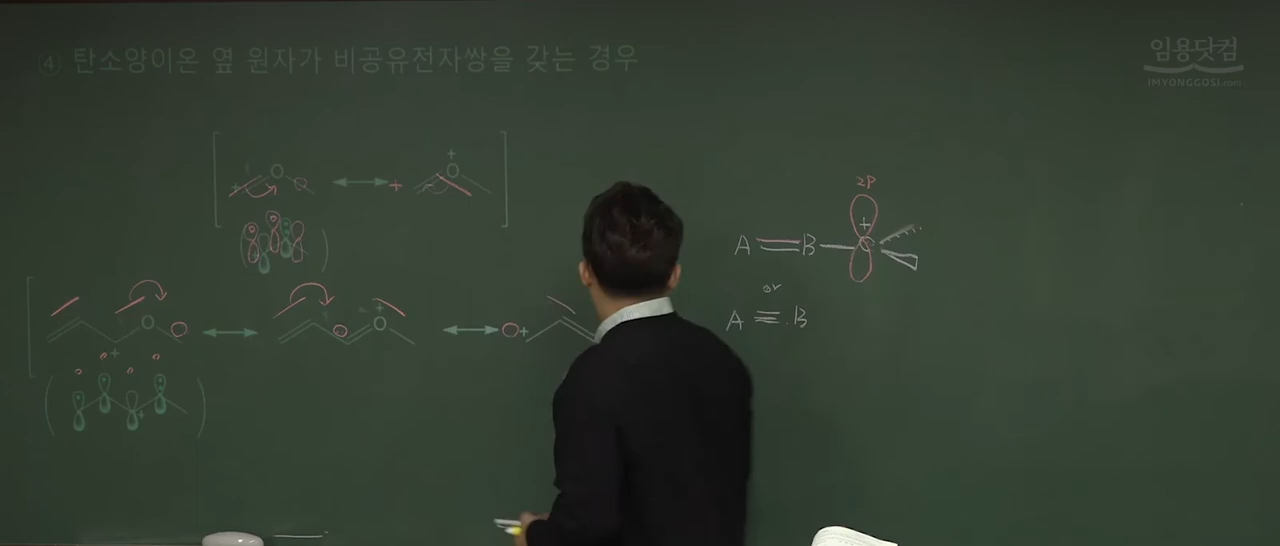 ④ 탄소양이온 옆 원자가 비공유전자쌍을 갖는 경우
임용닷컴
IMYONGGOSI.com
+ O + + O
2P
A = B - C +
or
A ≡ B
O O + O +
+
+